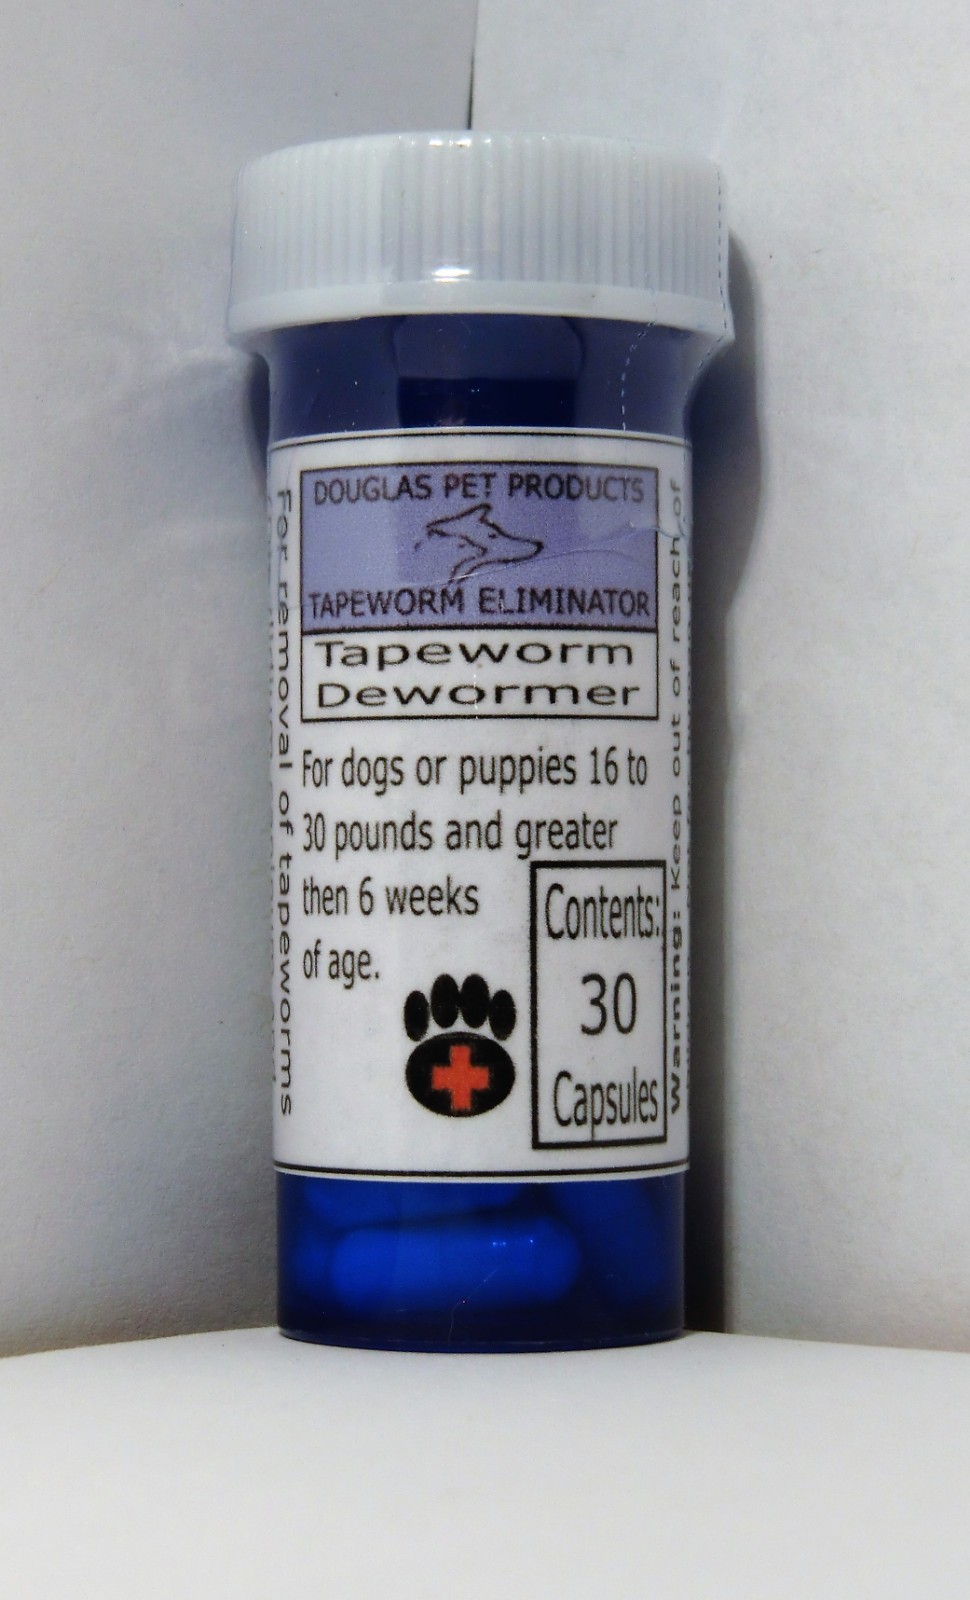 DOUGLAS PET PRODUCTS
TAPEWORM ELIMINATOR
Tapeworm
Dewormer
For dogs or puppies 16 to
30 pounds and greater
then 6 weeks
of age.
Contents:
30
Capsules
For removal of tapeworms
Warning: Keep out of reach of